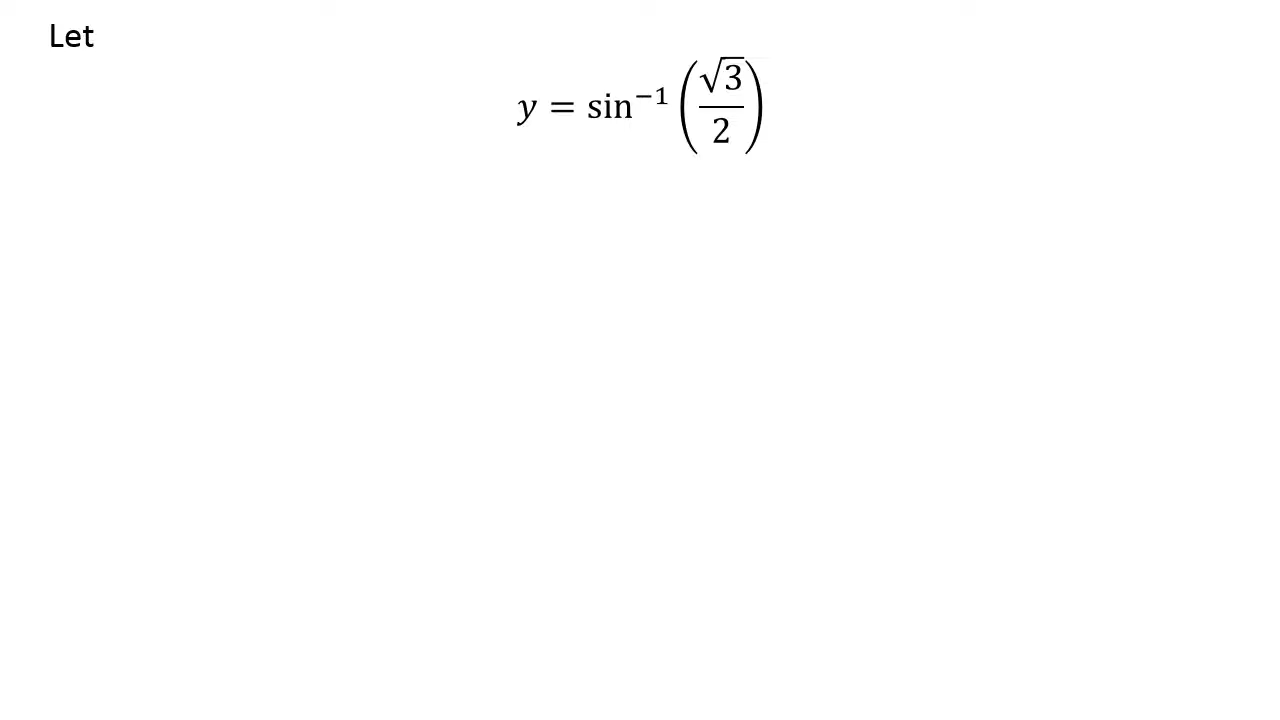 Let
y = sin⁻¹(√3/2)